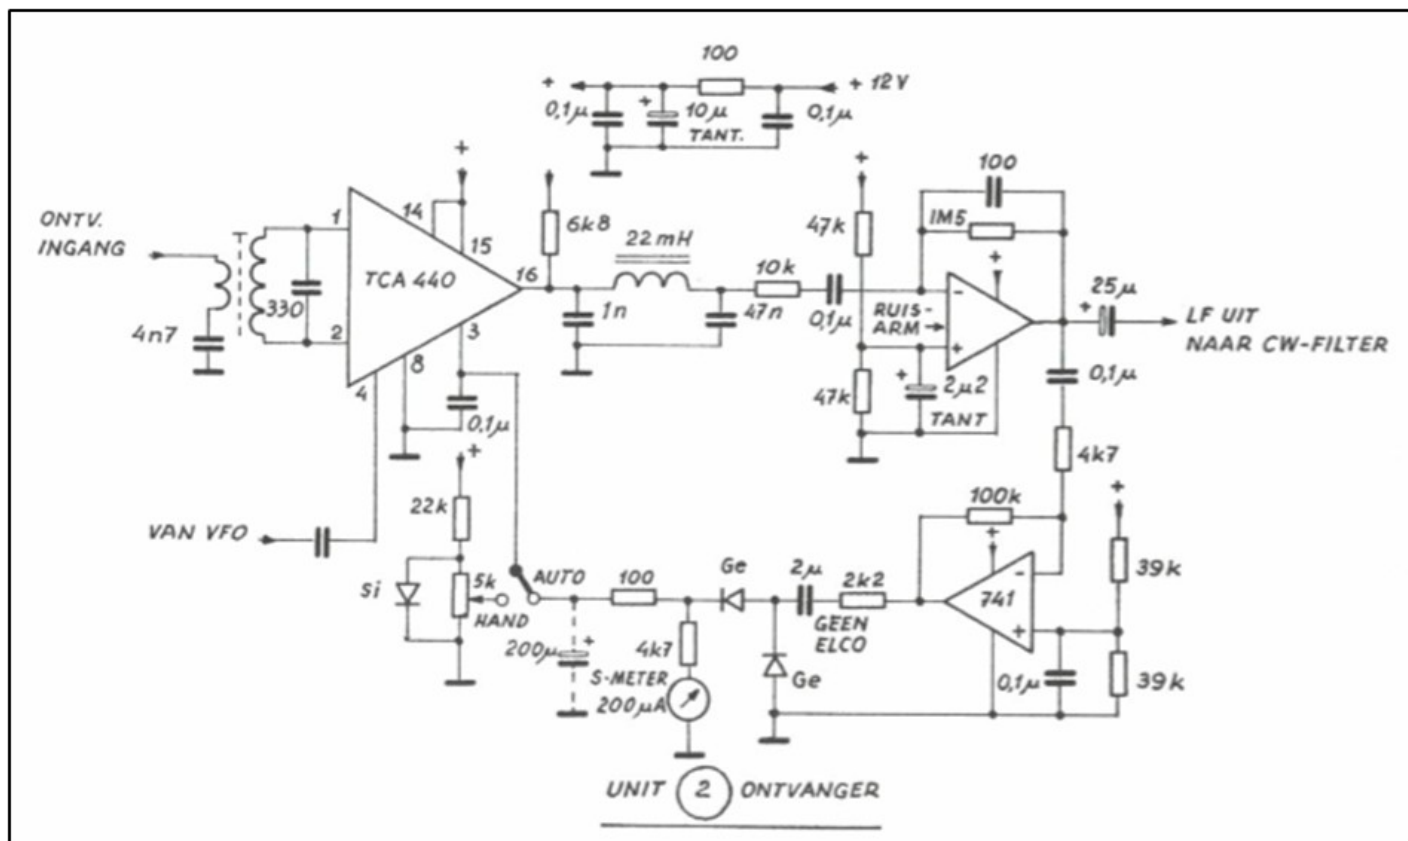 100
+
+ 12V
0,1µ
+
10µ
TANT.
0,1µ
+
+
100
ONTV.
INGANG
1
14
15
6k8
22mH
47k
1M5
+
TCA 440
16
10k
-
25µ
+
330
1n
47n
0,1µ
RUIS-
ARM
LF UIT
NAAR CW-FILTER
4n7
2
3
8
+
4
0,1µ
47k
+
2µ2
TANT
0,1µ
+
22k
4k7
100k
+
+
VAN VFO
Si
5k
AUTO
HAND
100
Ge
2µ
2k2
741
-
39k
GEEN
ELCO
+
200µ
+
4k7
S-METER
200µA
Ge
0,1µ
39k
UNIT 2 ONTVANGER